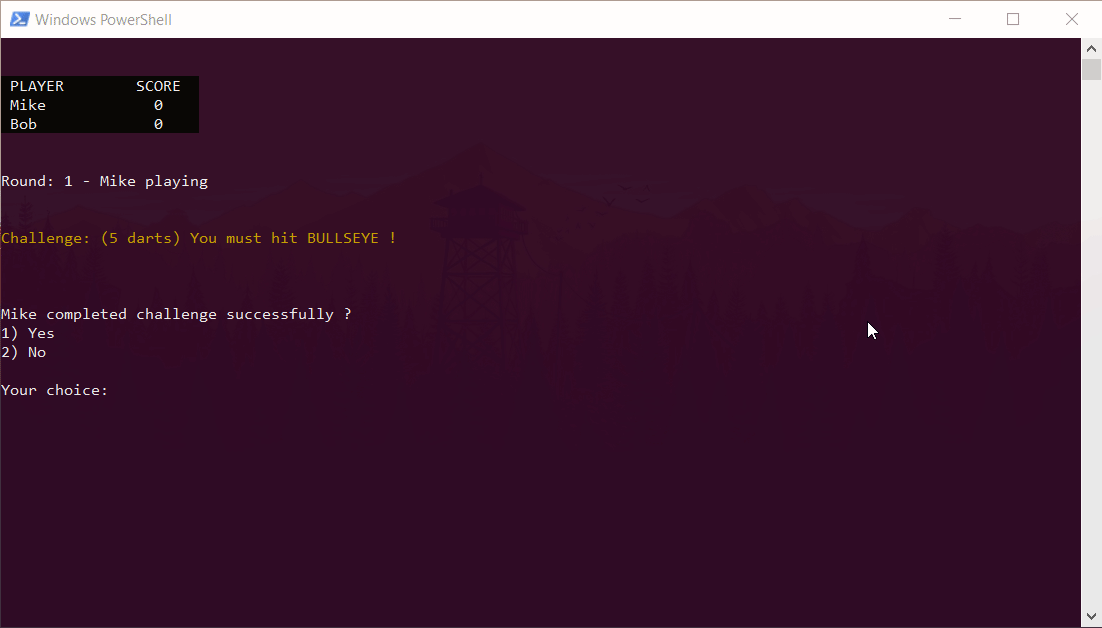 Windows PowerShell
PLAYER SCORE
Mike 0
Bob 0
Round: 1 - Mike playing
Challenge: (5 darts) You must hit BULLSEYE !
Mike completed challenge successfully ?
1) Yes
2) No
Your choice: